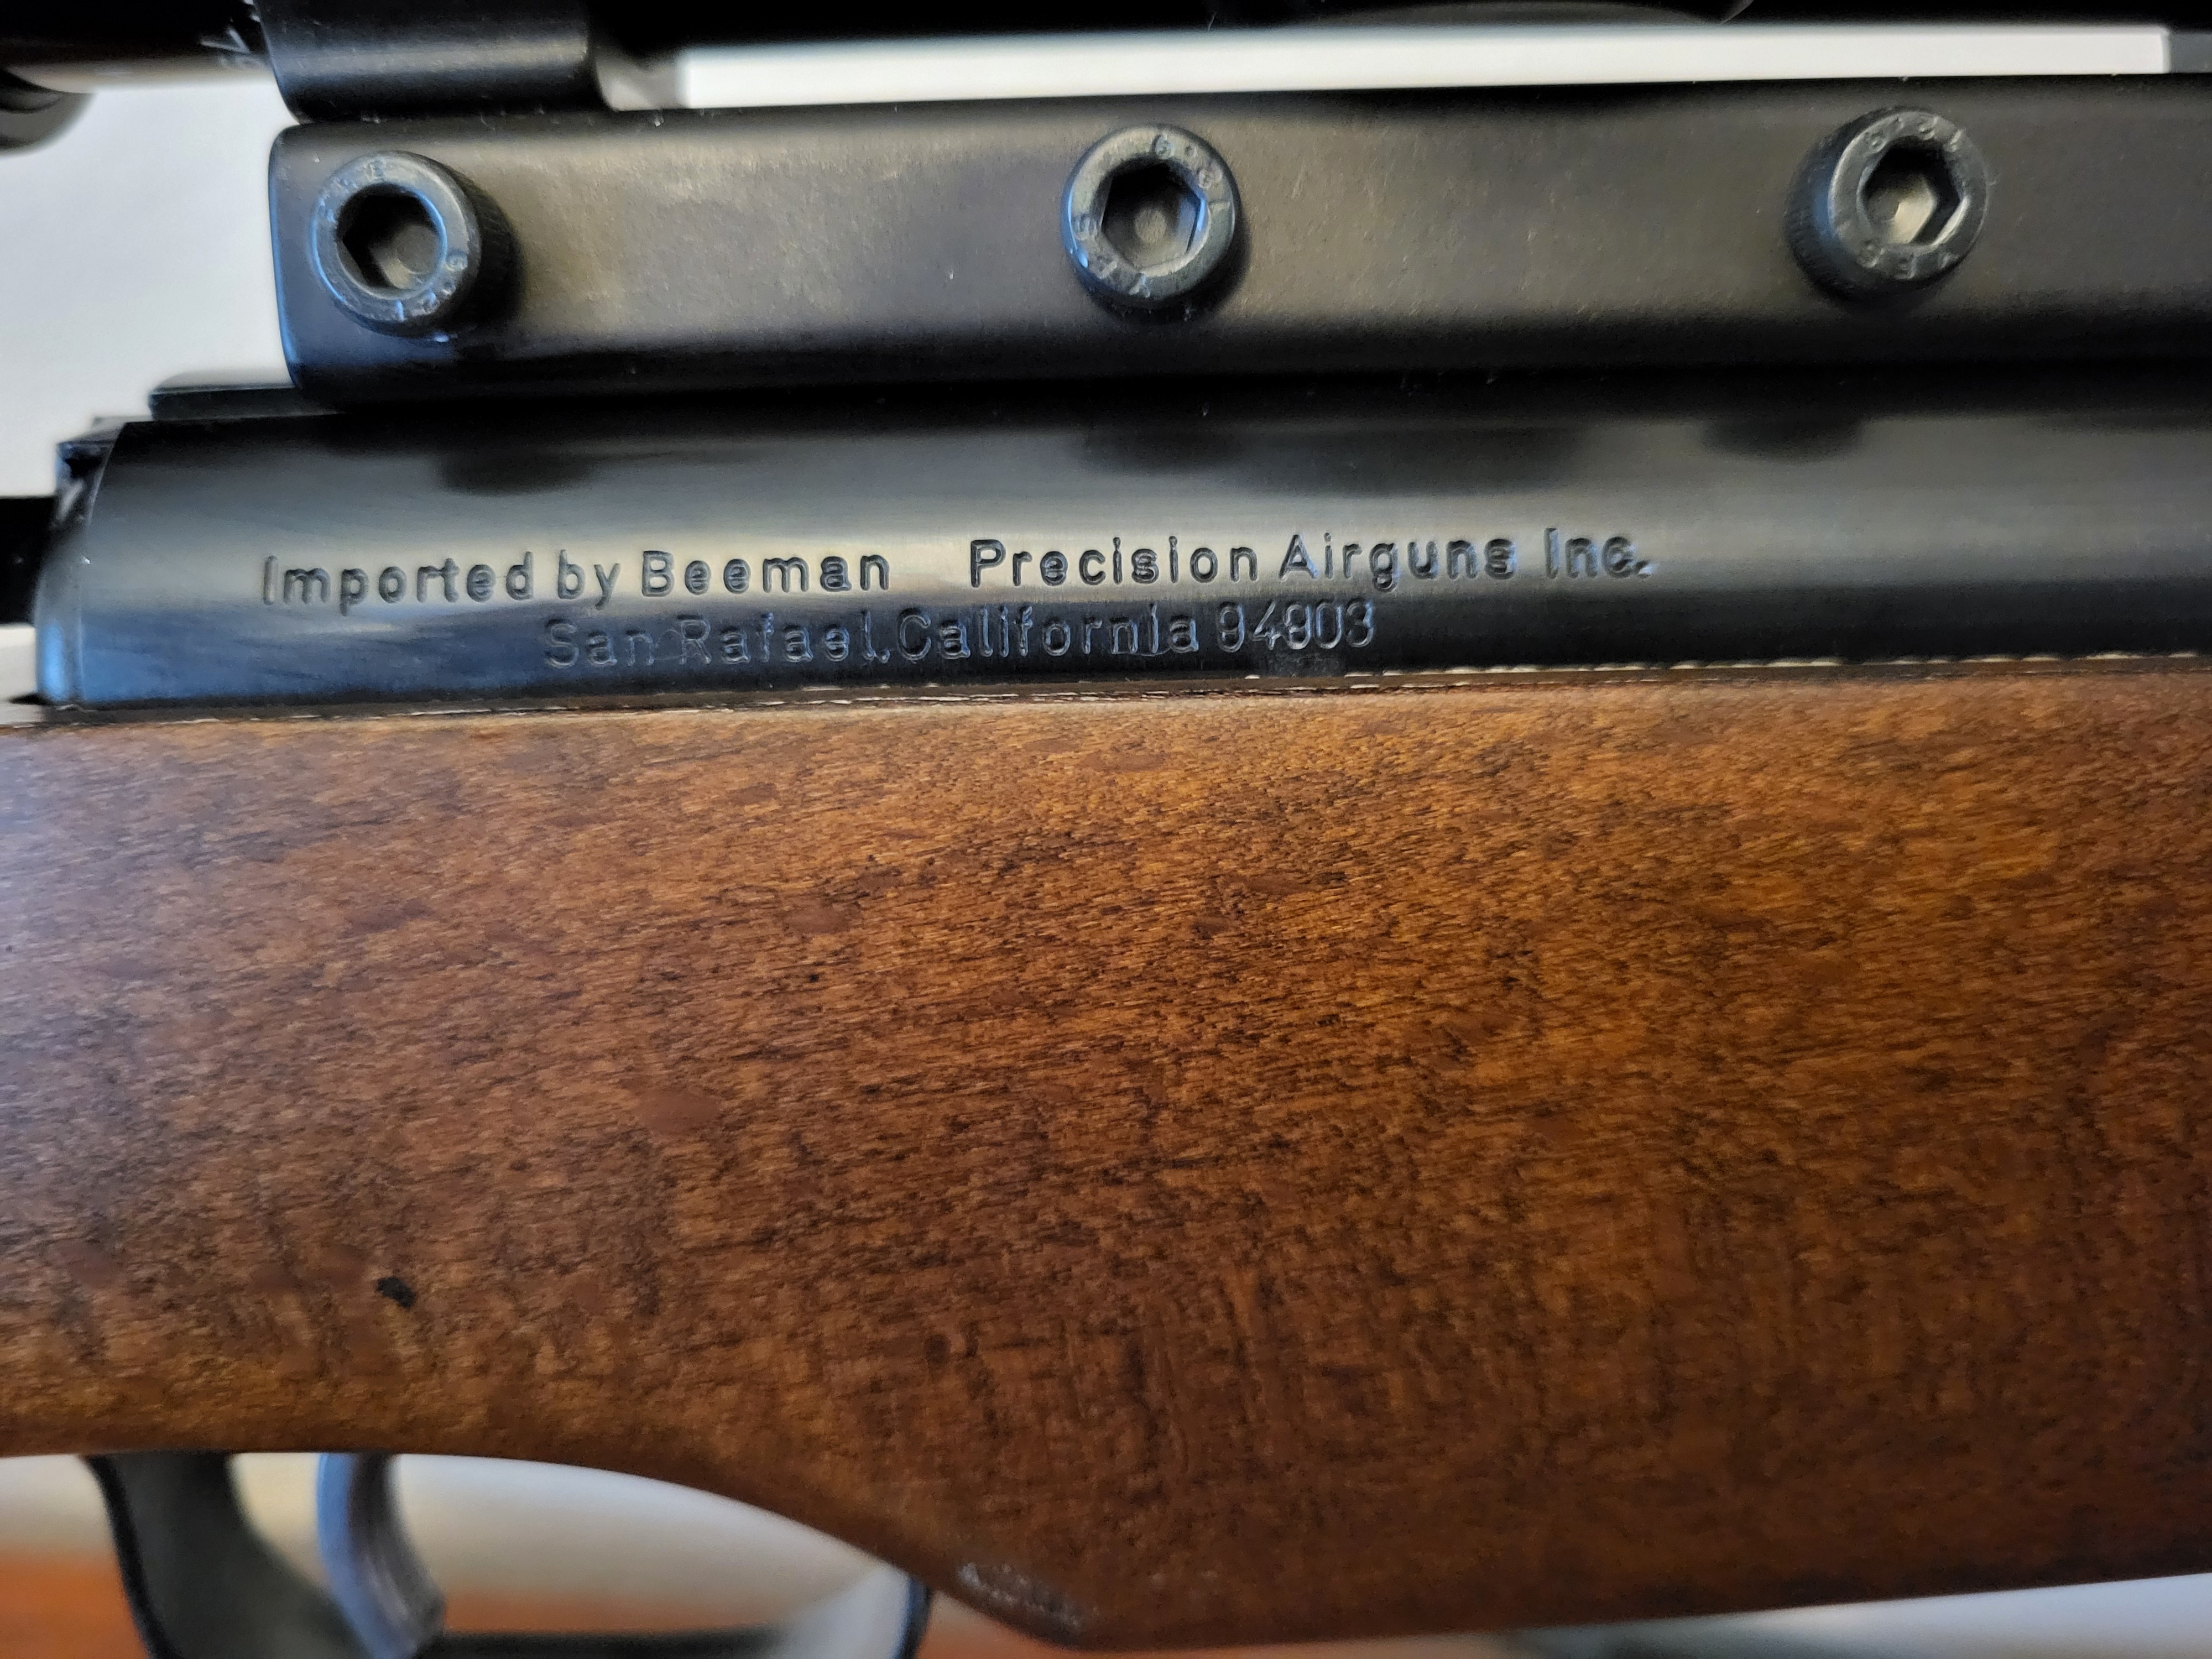 Imported by Beeman Precision Airguns Inc.
San Rafael, California 94903